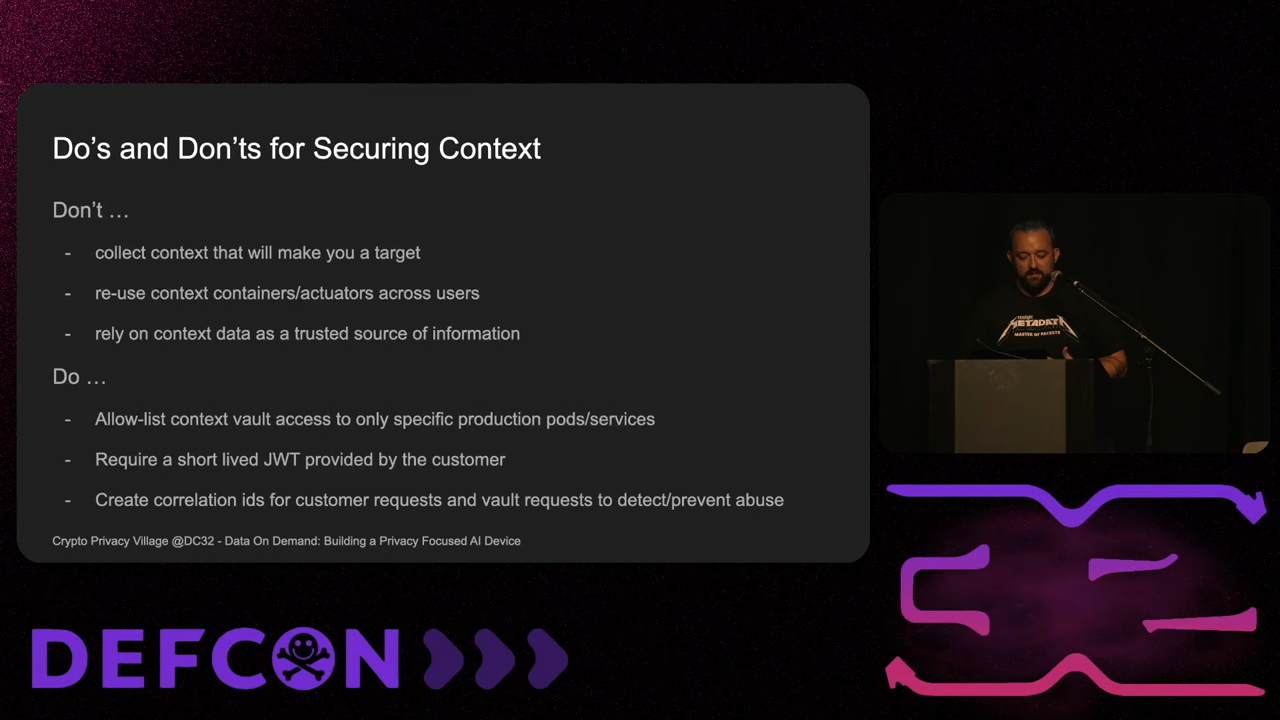 Do’s and Don’ts for Securing Context
Don’t …
- collect context that will make you a target
- re-use context containers/actuators across users
- rely on context data as a trusted source of information
Do …
- Allow-list context vault access to only specific production pods/services
- Require a short lived JWT provided by the customer
- Create correlation ids for customer requests and vault requests to detect/prevent abuse
Crypto Privacy Village @DC32 - Data On Demand: Building a Privacy Focused AI Device
METADATA
MASTER OF PACKETS
DEFCON